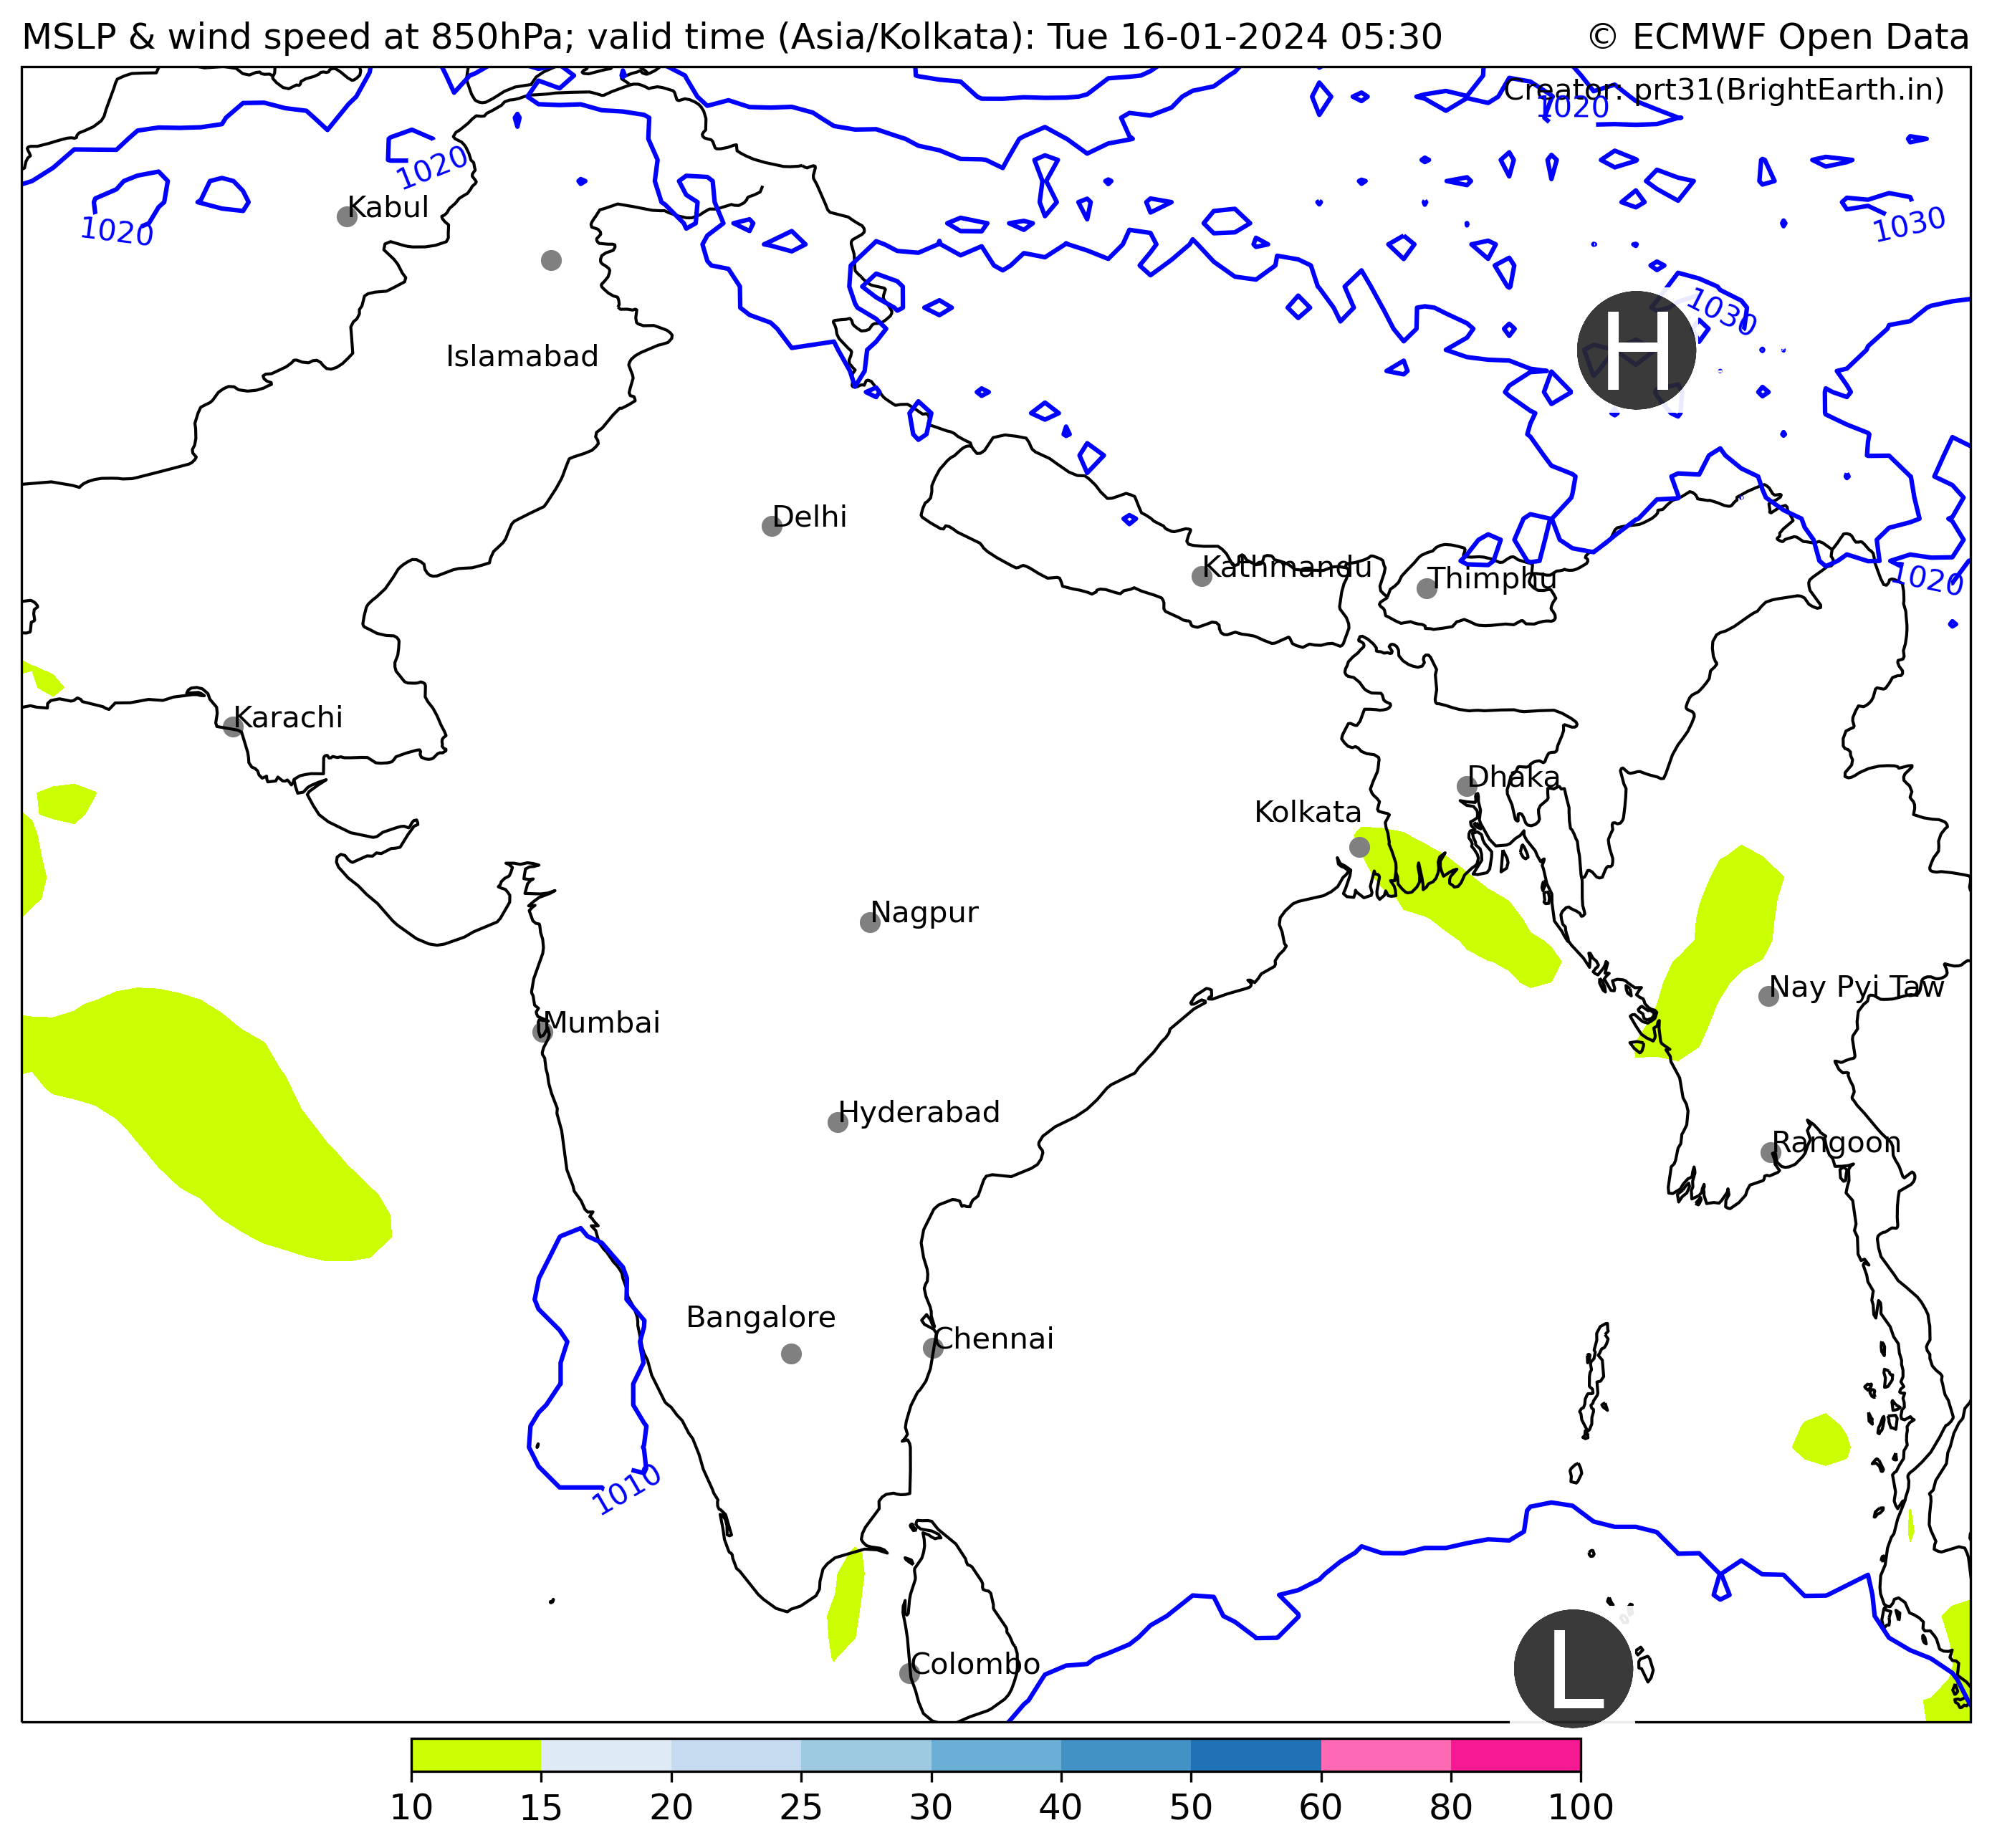 MSLP & wind speed at 850hPa; valid time (Asia/Kolkata): Tue 16-01-2024 05:30 © ECMWF Open Data
Creator: prt31(BrightEarth.in)
1020
1020
1020
1030
Kabul
1030
H
Islamabad
Delhi
Kathmandu
Thimphu
1020
Karachi
Dhaka
Kolkata
Nagpur
Nay Pyi Taw
Mumbai
Hyderabad
Rangoon
Bangalore
Chennai
1010
Colombo
L
10 15 20 25 30 40 50 60 80 100